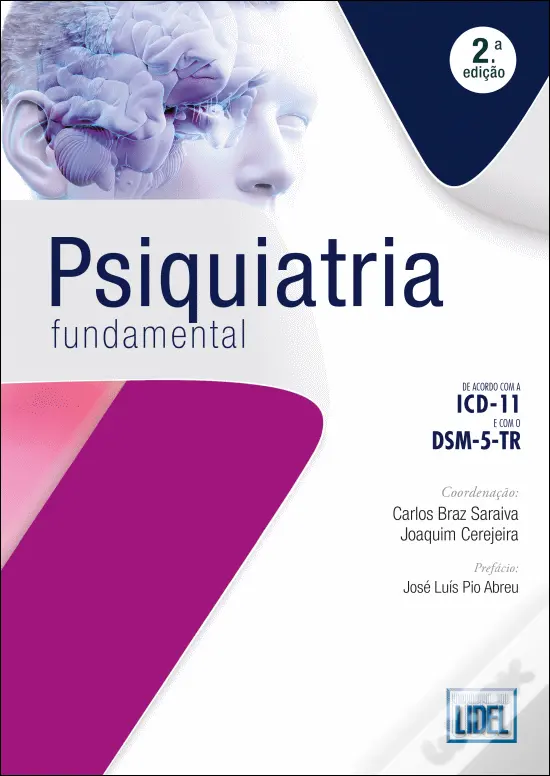 2.ª
edição
Psiquiatria
fundamental
DE ACORDO COM A
ICD-11
E COM O
DSM-5-TR
Coordenação:
Carlos Braz Saraiva
Joaquim Cerejeira
Prefácio:
José Luís Pio Abreu
LIDEL